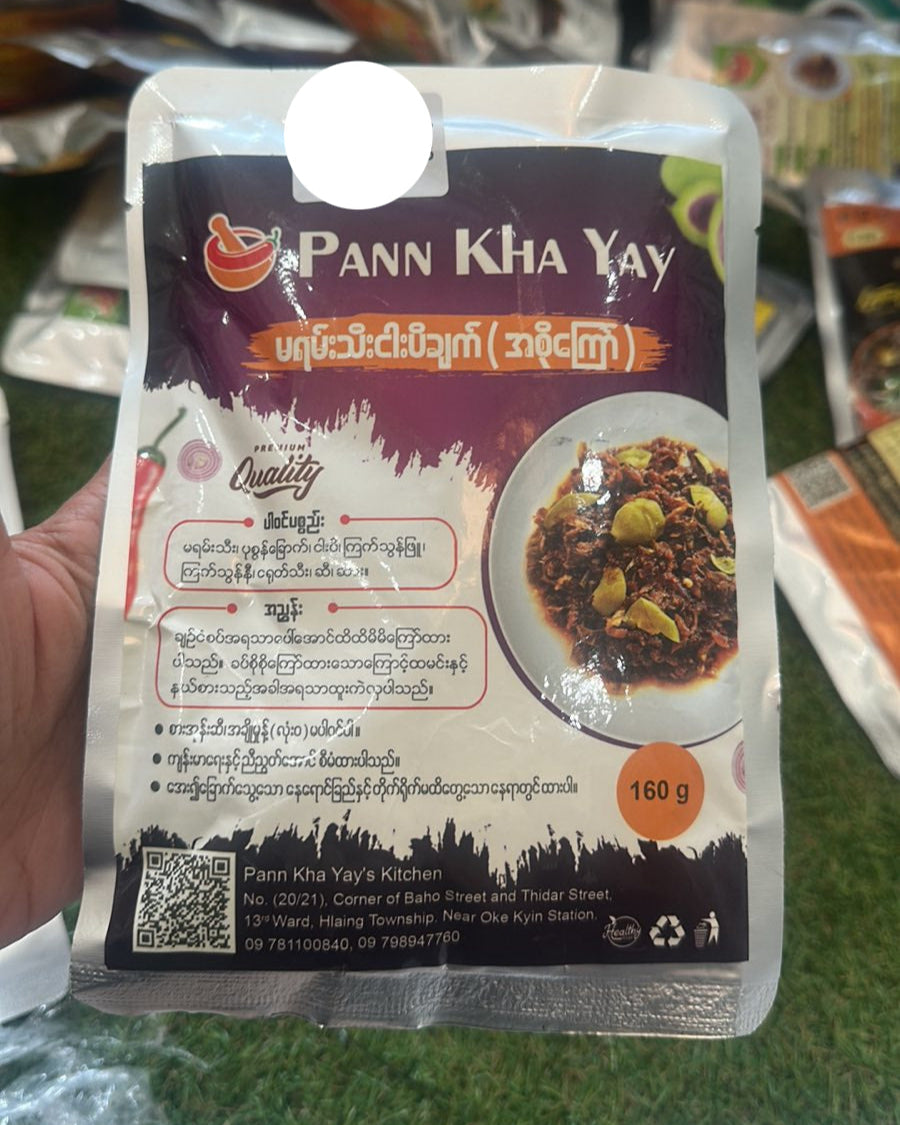 PANN KHA YAY
မရမ်းသီးငါးပိချက် ( အစိုကြော် )
PREMIUM
Quality
ပါဝင်ပစ္စည်း
မရမ်းသီး၊ ပုစွန်ခြောက်၊ ငါးပိ၊ ကြက်သွန်ဖြူ၊
ကြက်သွန်နီ၊ ငရုတ်သီး၊ ဆီ၊ ဆား။
အညွှန်း
ချဉ်ငံစပ်အရသာပေါ်အောင်ထိထိမိမိကြော်ထား
ပါသည်။ ခပ်စိုစိုကြော်ထားသောကြောင့်ထမင်းနှင့်
နယ်စားသည့်အခါအရသာထူးကဲလှပါသည်။
စားအုန်းဆီ၊အချိုမှုန့် ( လုံးဝ ) မပါဝင်ပါ။
ကျန်းမာရေးနှင့်ညီညွတ်အောင် စီမံထားပါသည်။
အေး၍ခြောက်သွေ့သော နေရောင်ခြည်နှင့်တိုက်ရိုက်မထိတွေ့သော နေရာတွင်ထားပါ။
160 g
Pann Kha Yay's Kitchen
No. (20/21), Corner of Baho Street and Thidar Street,
13rd Ward, Hlaing Township. Near Oke Kyin Station.
09 781100840, 09 798947760
Healthy